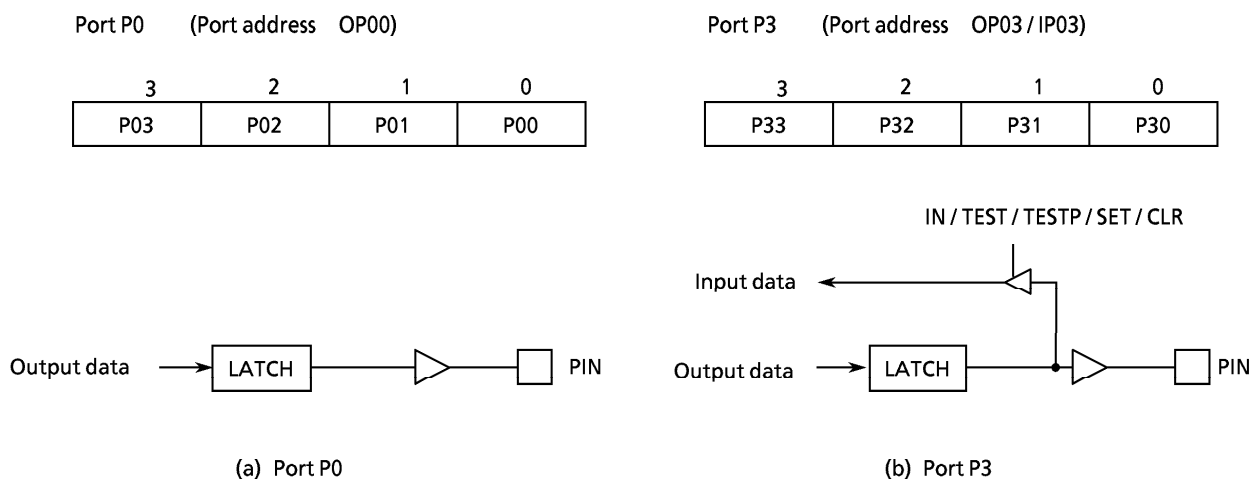 Port P0 (Port address OP00)
3 2 1 0
P03 P02 P01 P00
Output data
LATCH
PIN
(a) Port P0
Port P3 (Port address OP03 / IP03)
3 2 1 0
P33 P32 P31 P30
IN / TEST / TESTP / SET / CLR
Input data
Output data
LATCH
PIN
(b) Port P3